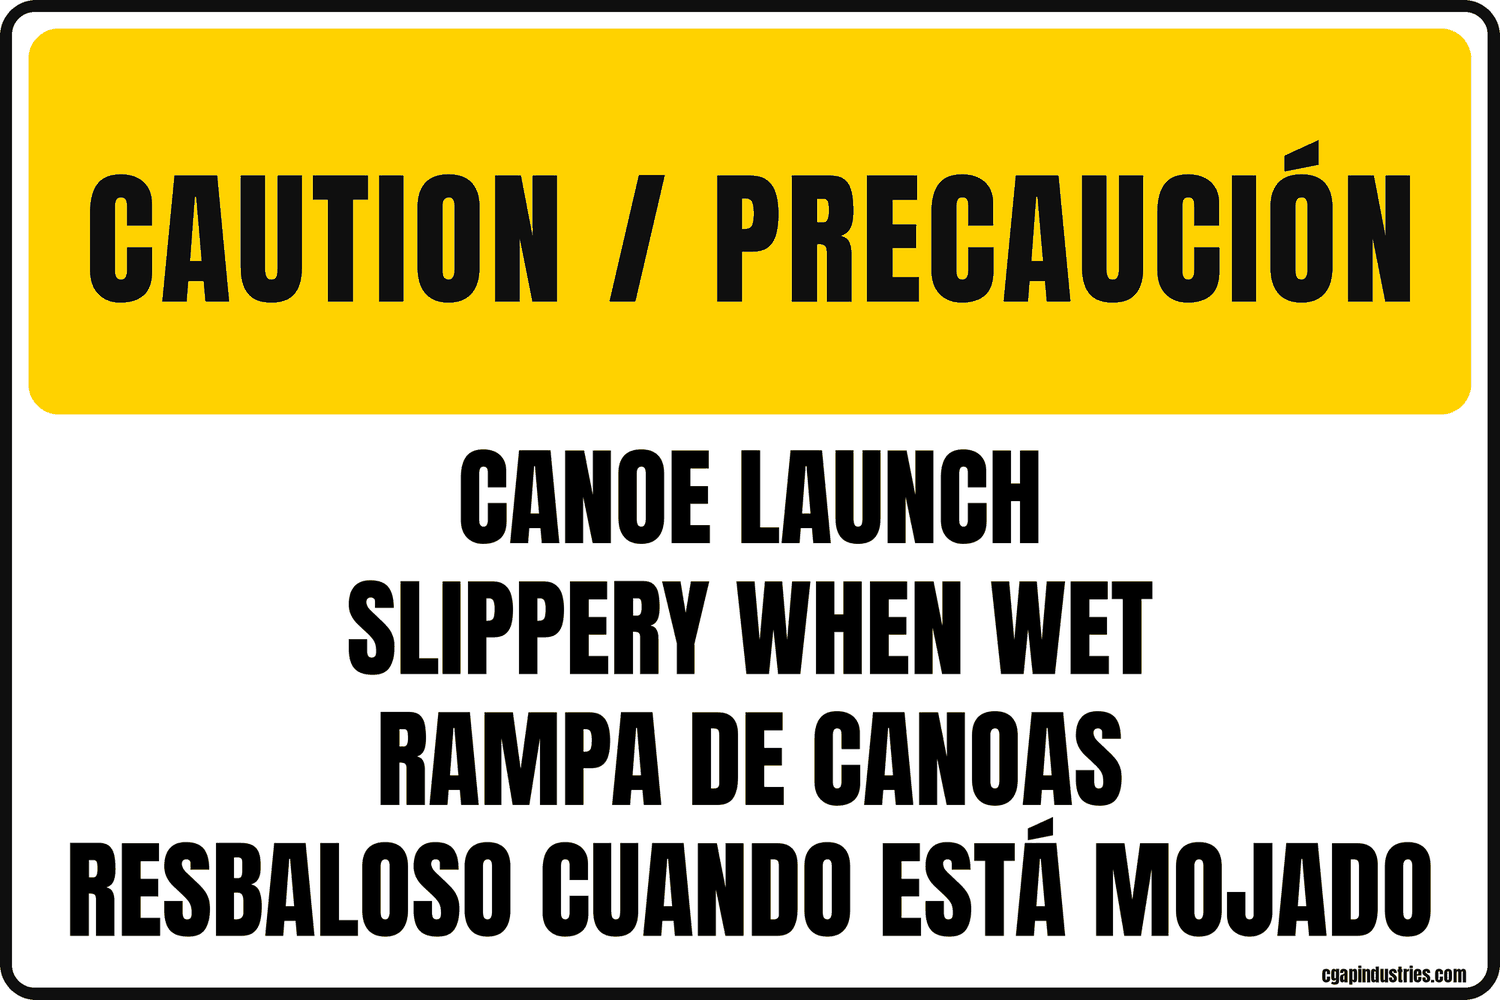 CAUTION / PRECAUCIÓN
CANOE LAUNCH
SLIPPERY WHEN WET
RAMPA DE CANOAS
RESBALOSO CUANDO ESTÁ MOJADO
cgapindustries.com